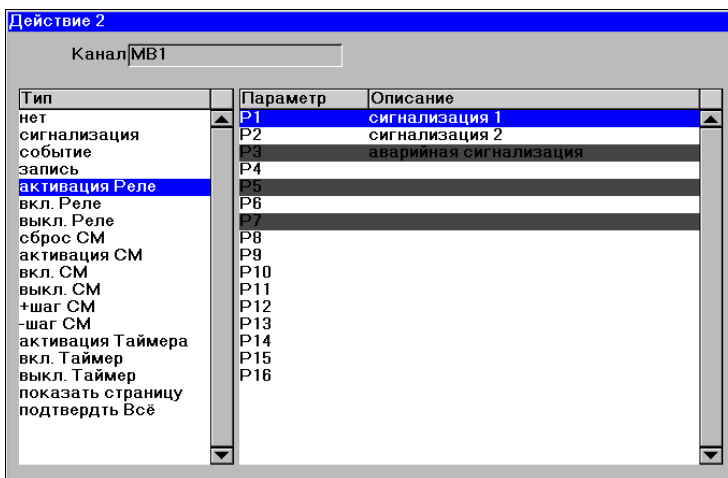 Действие 2
Канал МВ1
Тип
Параметр Описание
нет
P1 сигнализация 1
сигнализация
P2 сигнализация 2
событие
P3 аварийная сигнализация
запись
P4
активация Реле
P5
вкл. Реле
P6
выкл. Реле
P7
сброс СМ
P8
активация СМ
P9
вкл. СМ
P10
выкл. СМ
P11
+шаг СМ
P12
-шаг СМ
P13
активация Таймера
P14
вкл. Таймер
P15
выкл. Таймер
P16
показать страницу
подтвердть Всё